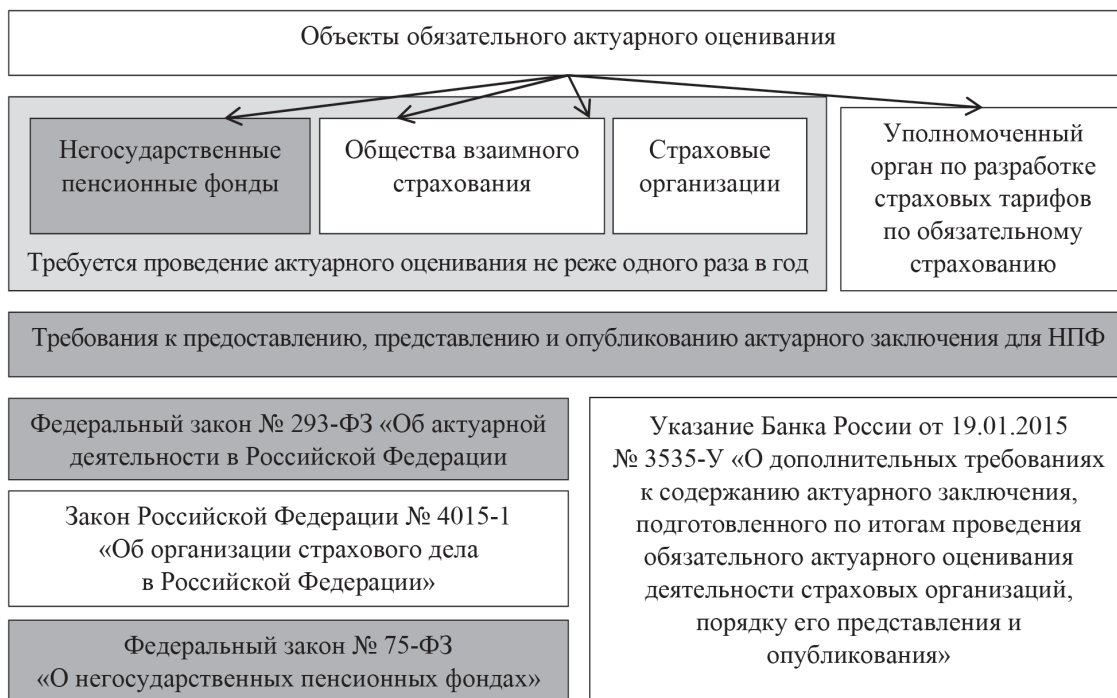 Объекты обязательного актуарного оценивания
Негосударственные
пенсионные фонды
Общества взаимного
страхования
Страховые
организации
Требуется проведение актуарного оценивания не реже одного раза в год
Уполномоченный
орган по разработке
страховых тарифов
по обязательному
страхованию
Требования к предоставлению, представлению и опубликованию актуарного заключения для НПФ
Федеральный закон № 293-ФЗ «Об актуарной
деятельности в Российской Федерации
Закон Российской Федерации № 4015-1
«Об организации страхового дела
в Российской Федерации»
Федеральный закон № 75-ФЗ
«О негосударственных пенсионных фондах»
Указание Банка России от 19.01.2015
№ 3535-У «О дополнительных требованиях
к содержанию актуарного заключения,
подготовленного по итогам проведения
обязательного актуарного оценивания
деятельности страховых организаций,
порядку его представления и
опубликования»